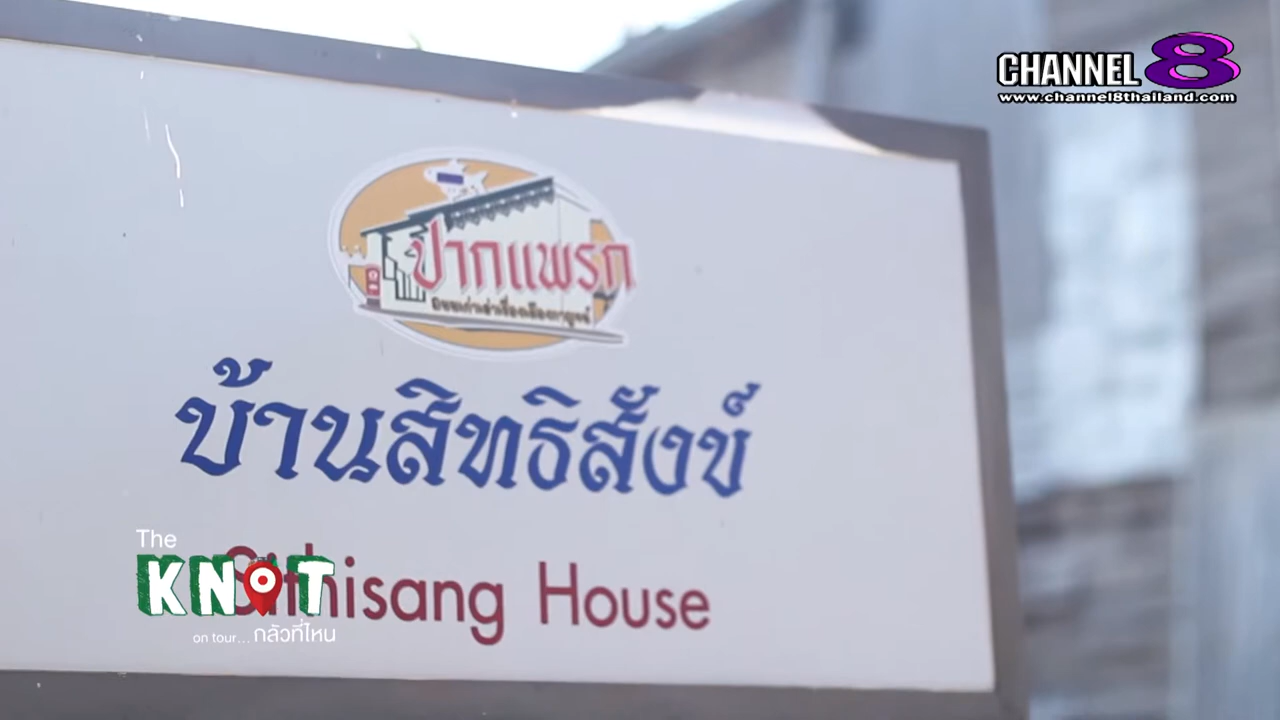 CHANNEL 8
www.channel8thailand.com
ปากแพรก
บ้านสิทธิสังข์
Sithisang House
The
KNOT
on tour... กลัวที่ไหน